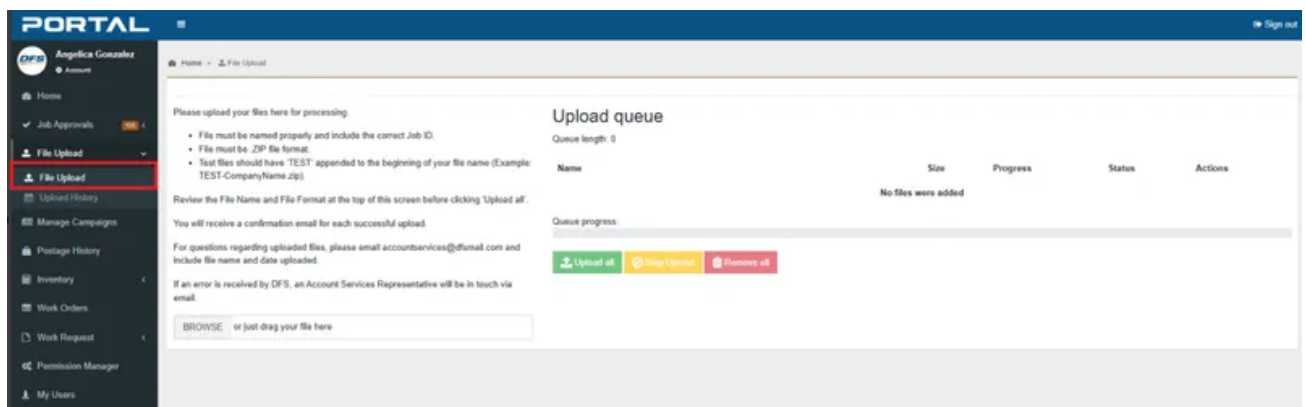 PORTAL
Sign out
DFS
Angelica Gonzalez
Account
Home
Job Approvals
File Upload
File Upload
Upload History
Manage Campaigns
Postage History
Inventory
Work Orders
Work Request
Permission Manager
My Users
Home - File Upload
Please upload your files here for processing.
• File must be named properly and include the correct Job ID.
• File must be .ZIP file format.
• Test files should have 'TEST' appended to the beginning of your file name (Example:
TEST-CompanyName.zip).
Review the File Name and File Format at the top of this screen before clicking 'Upload all'.
You will receive a confirmation email for each successful upload.
For questions regarding uploaded files, please email accountservices@dfsmail.com and
include file name and date uploaded.
If an error is received by DFS, an Account Services Representative will be in touch via
email.
BROWSE or just drag your file here
Upload queue
Queue length: 0
Name Size Progress Status Actions
No files were added
Queue progress:
Upload all Stop Upload Remove all